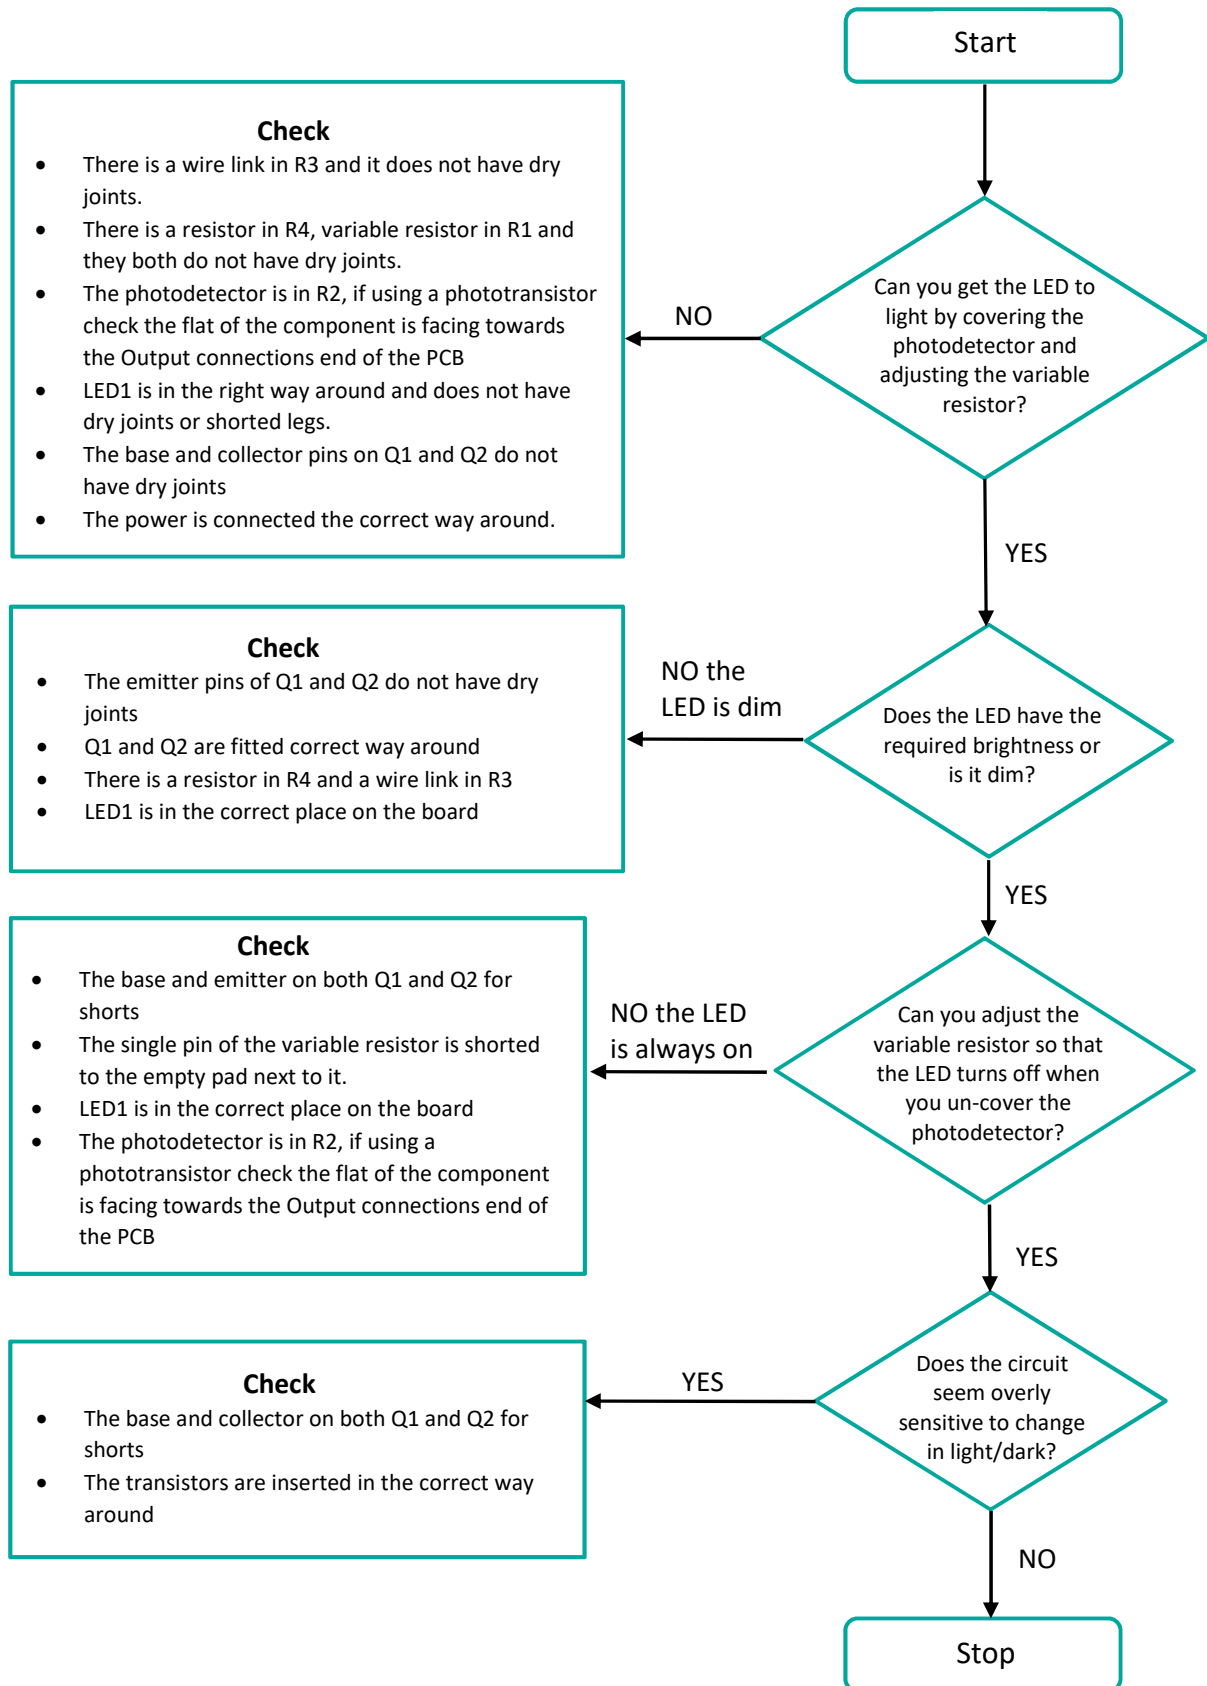 Start
Can you get the LED to
light by covering the
photodetector and
adjusting the variable
resistor?
NO
Check
• There is a wire link in R3 and it does not have dry
joints.
• There is a resistor in R4, variable resistor in R1 and
they both do not have dry joints.
• The photodetector is in R2, if using a phototransistor
check the flat of the component is facing towards
the Output connections end of the PCB
• LED1 is in the right way around and does not have
dry joints or shorted legs.
• The base and collector pins on Q1 and Q2 do not
have dry joints
• The power is connected the correct way around.
YES
Does the LED have the
required brightness or
is it dim?
NO the
LED is dim
Check
• The emitter pins of Q1 and Q2 do not have dry
joints
• Q1 and Q2 are fitted correct way around
• There is a resistor in R4 and a wire link in R3
• LED1 is in the correct place on the board
YES
Can you adjust the
variable resistor so that
the LED turns off when
you un-cover the
photodetector?
NO the LED
is always on
Check
• The base and emitter on both Q1 and Q2 for
shorts
• The single pin of the variable resistor is shorted
to the empty pad next to it.
• LED1 is in the correct place on the board
• The photodetector is in R2, if using a
phototransistor check the flat of the component
is facing towards the Output connections end of
the PCB
YES
Does the circuit
seem overly
sensitive to change
in light/dark?
YES
Check
• The base and collector on both Q1 and Q2 for
shorts
• The transistors are inserted in the correct way
around
NO
Stop